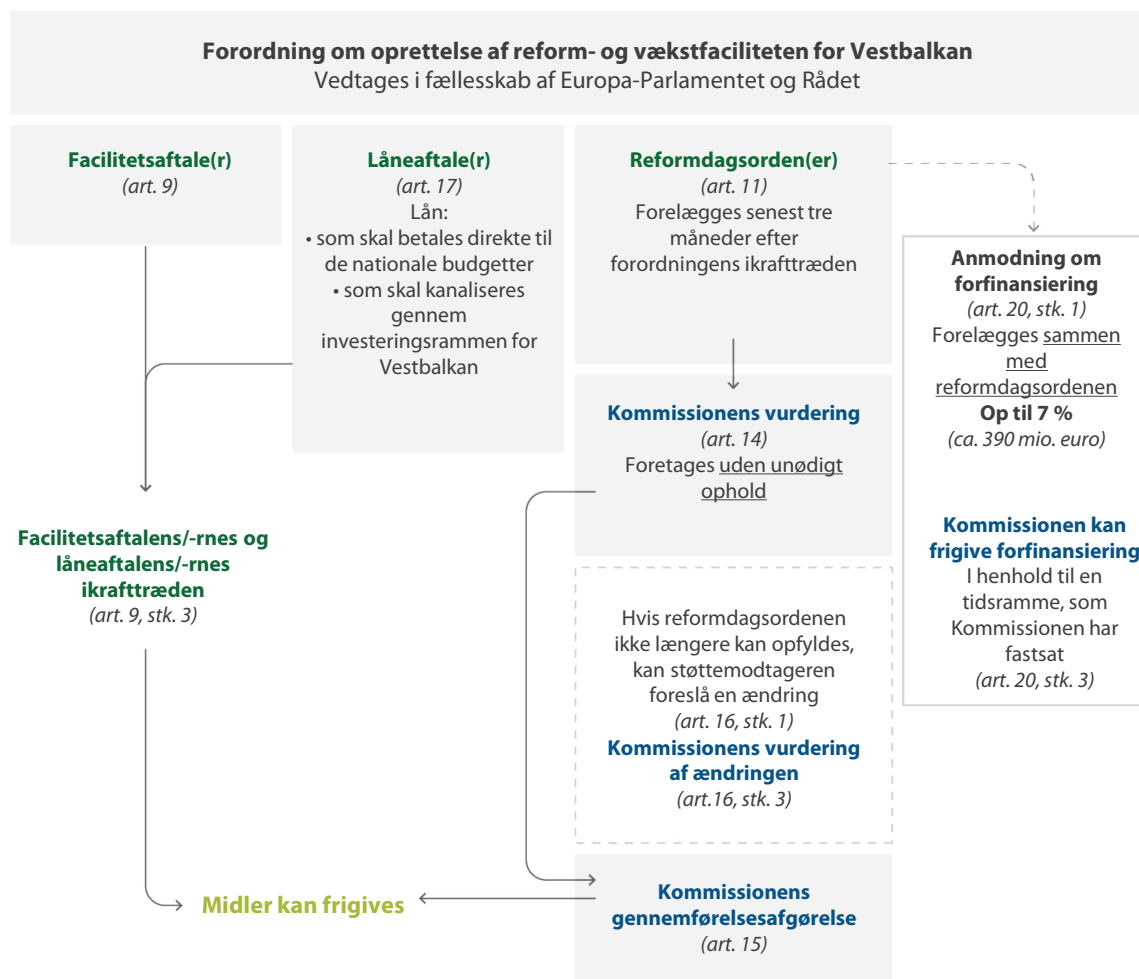 Forordning om oprettelse af reform- og vækstfaciliteten for Vestbalkan
Vedtages i fællesskab af Europa-Parlamentet og Rådet
Facilitetsaftale(r)
(art. 9)
Låneaftale(r)
(art. 17)
Lån:
• som skal betales direkte til
de nationale budgetter
• som skal kanaliseres
gennem
investeringsrammen for
Vestbalkan
Reformdagsorden(er)
(art. 11)
Forelægges senest tre
måneder efter
forordningens ikrafttræden
Anmodning om
forfinansiering
(art. 20, stk. 1)
Forelægges sammen
med
reformdagsordenen
Op til 7 %
(ca. 390 mio. euro)
Kommissionen kan
frigive forfinansiering
I henhold til en
tidsramme, som
Kommissionen har
fastsat
(art. 20, stk. 3)
Kommissionens vurdering
(art. 14)
Foretages uden unødigt
ophold
Facilitetsaftalens/-rnes og
låneaftalens/-rnes
ikrafttræden
(art. 9, stk. 3)
Hvis reformdagsordenen
ikke længere kan opfyldes,
kan støttemodtageren
foreslå en ændring
(art. 16, stk. 1)
Kommissionens vurdering
af ændringen
(art.16, stk. 3)
Kommissionens
gennemførelsesafgørelse
(art. 15)
Midler kan frigives